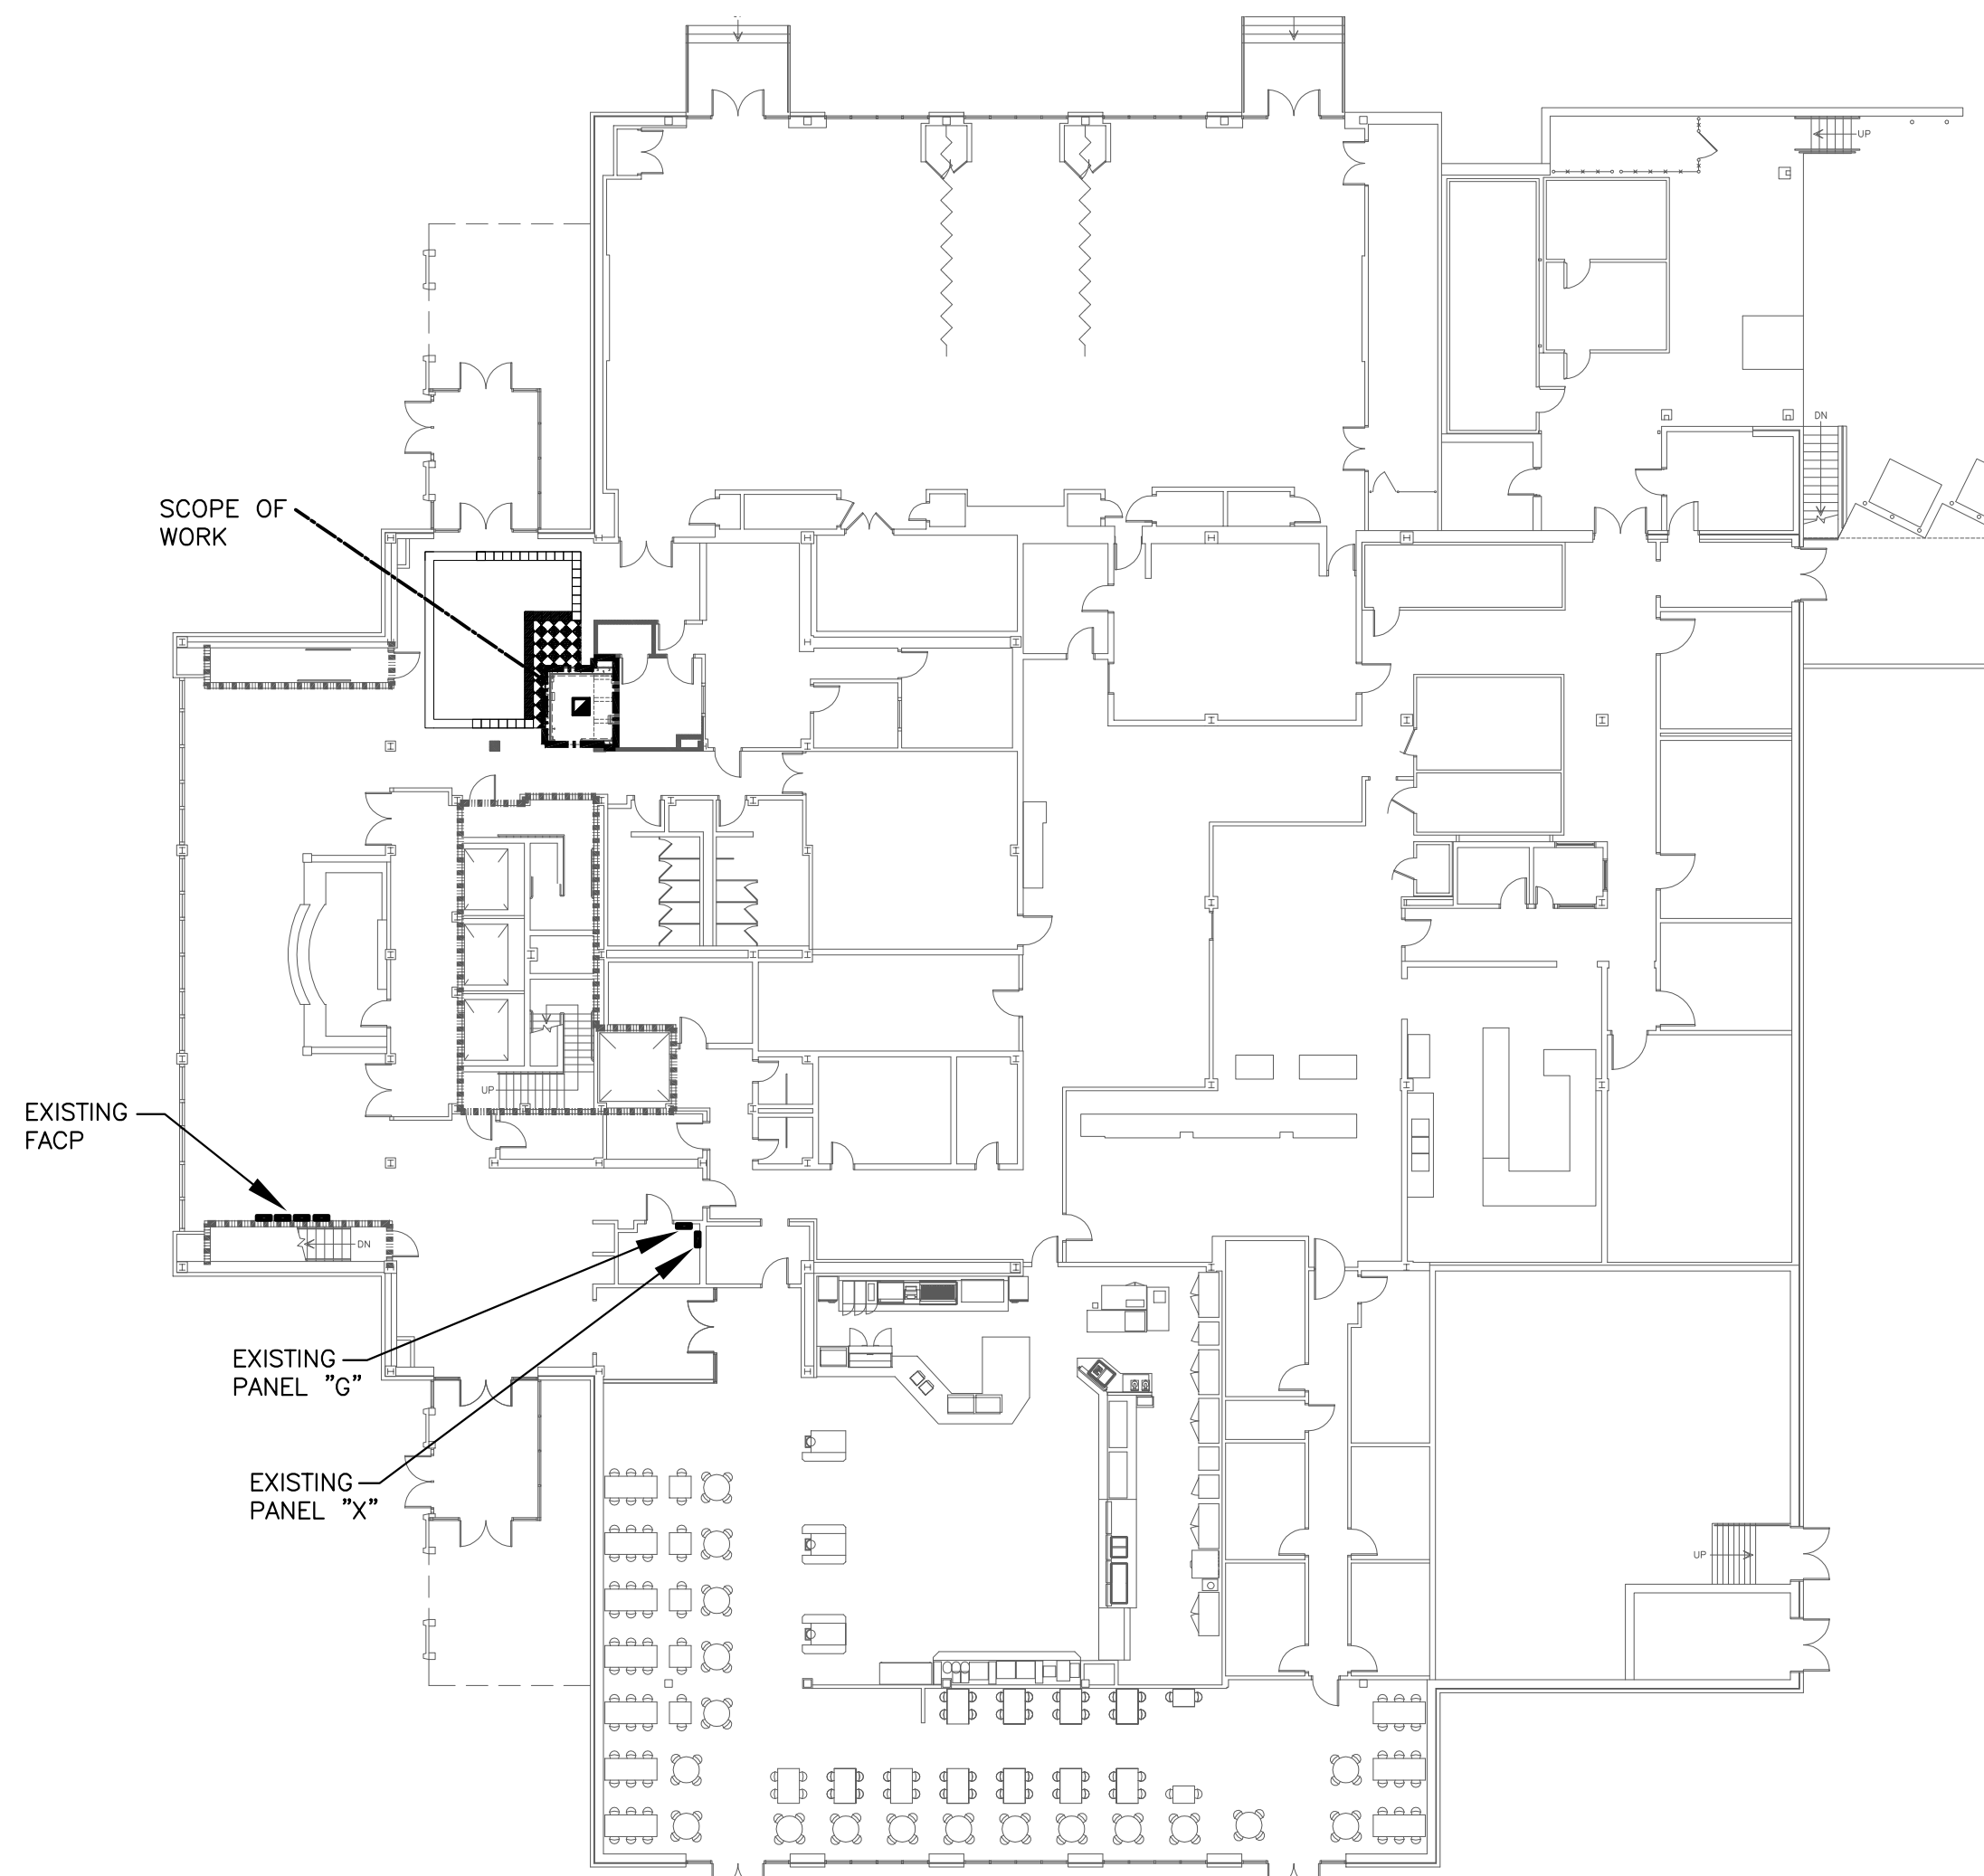 UP
DN
SCOPE OF
WORK
UP
EXISTING
FACP
DN
EXISTING
PANEL "G"
EXISTING
PANEL "X"
UP